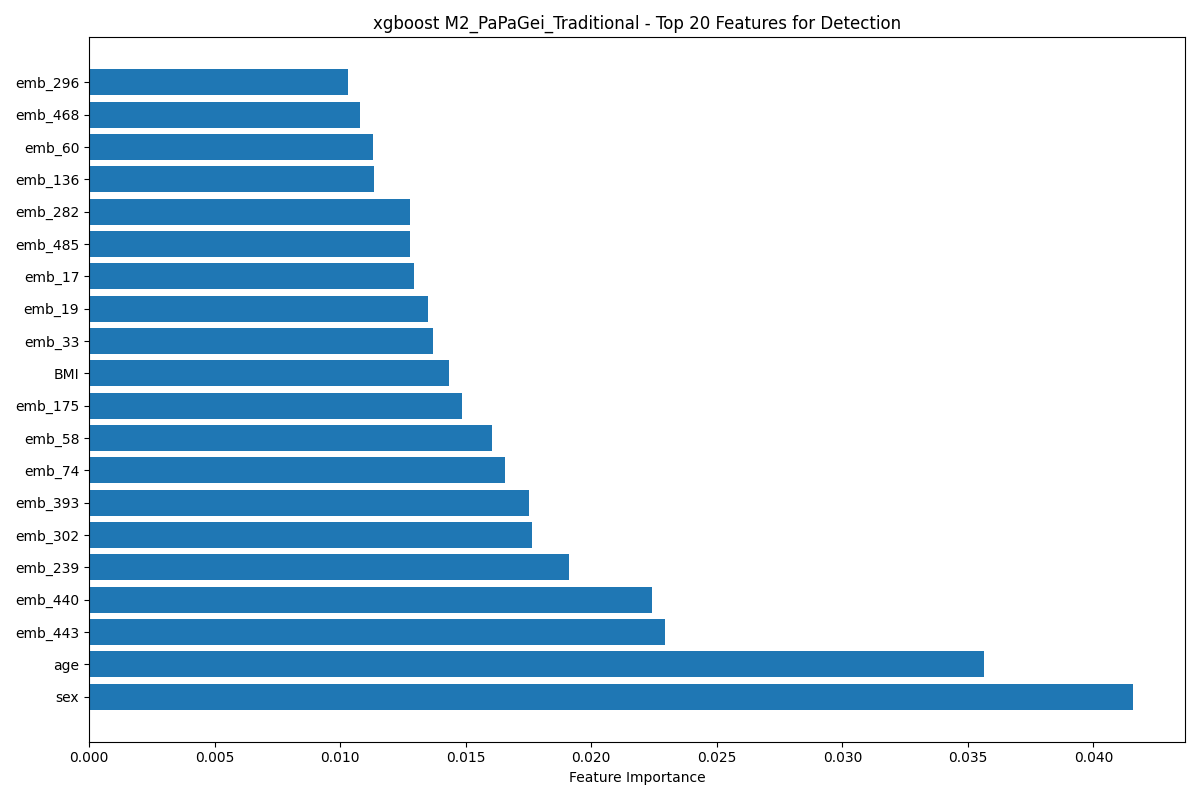 xgboost M2_PaPaGei_Traditional - Top 20 Features for Detection
emb_296
emb_468
emb_60
emb_136
emb_282
emb_485
emb_17
emb_19
emb_33
BMI
emb_175
emb_58
emb_74
emb_393
emb_302
emb_239
emb_440
emb_443
age
sex
0.000 0.005 0.010 0.015 0.020 0.025 0.030 0.035 0.040
Feature Importance